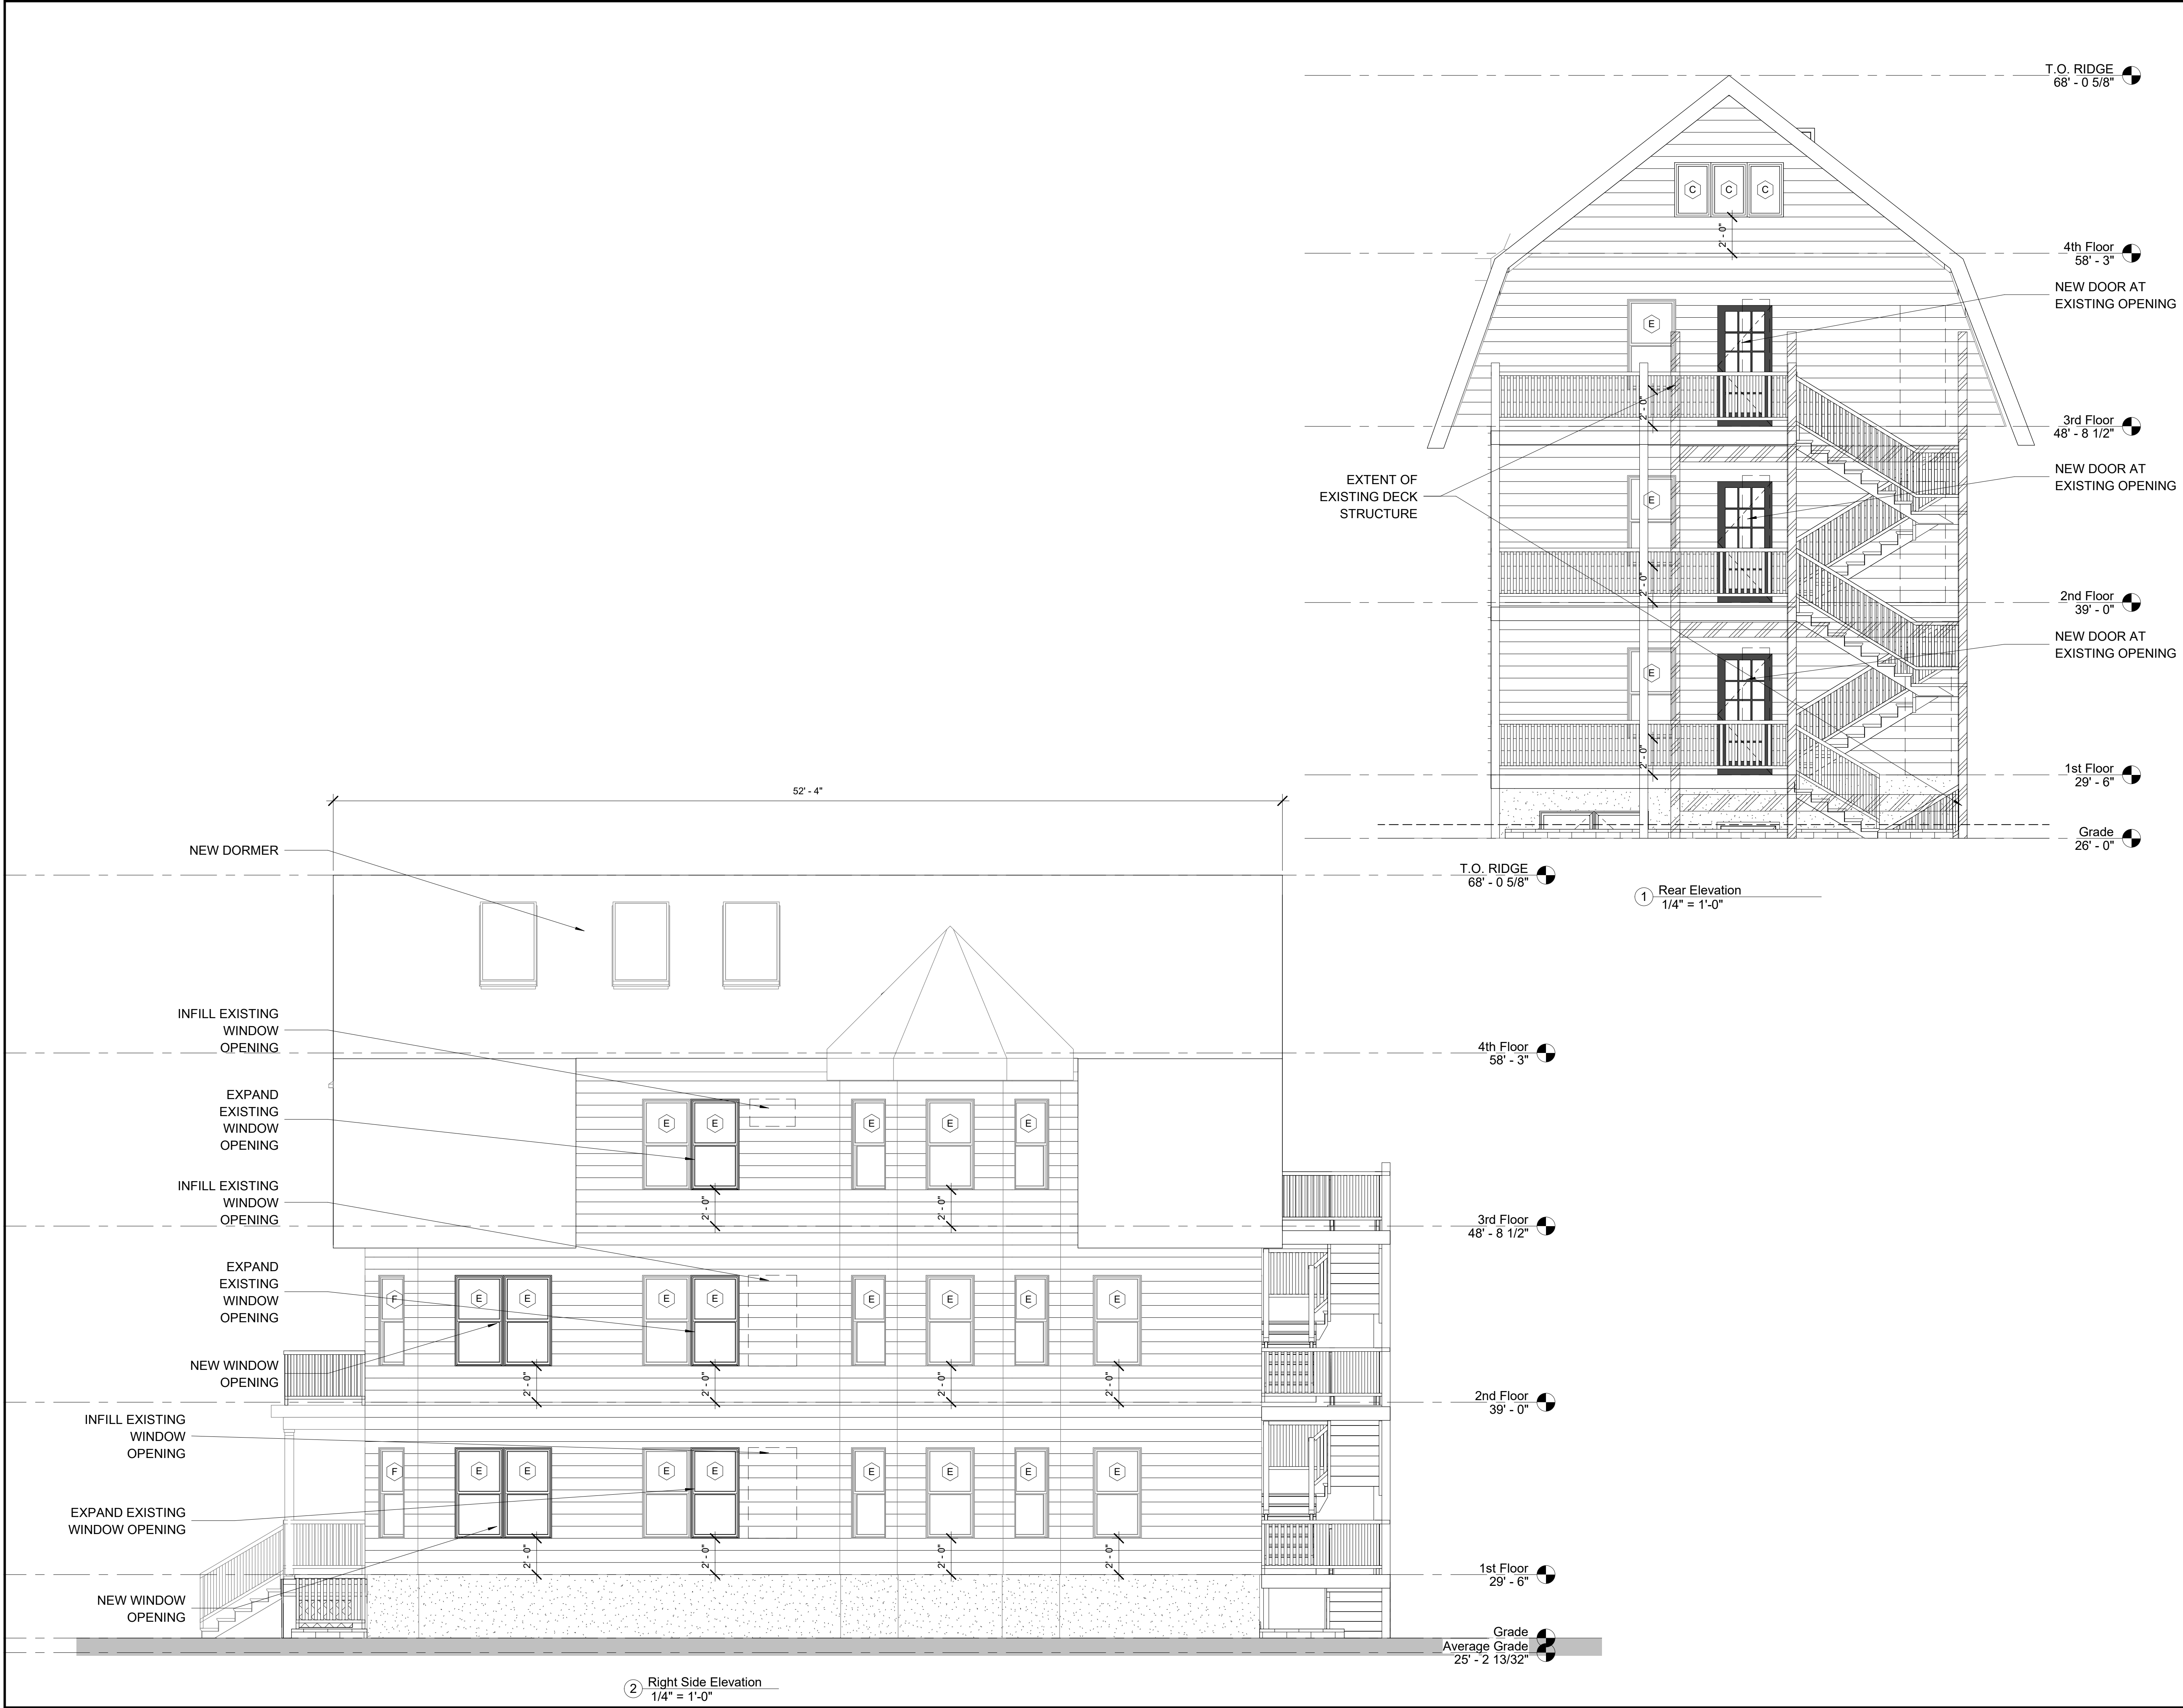 T.O. RIDGE
68' - 0 5/8"
C
C
C
2' - 0"
4th Floor
58' - 3"
NEW DOOR AT
EXISTING OPENING
E
2' - 0"
3rd Floor
48' - 8 1/2"
NEW DOOR AT
EXISTING OPENING
EXTENT OF
EXISTING DECK
STRUCTURE
E
2' - 0"
2nd Floor
39' - 0"
NEW DOOR AT
EXISTING OPENING
E
2' - 0"
1st Floor
29' - 6"
Grade
26' - 0"
1
Rear Elevation
1/4" = 1'-0"
52' - 4"
NEW DORMER
T.O. RIDGE
68' - 0 5/8"
INFILL EXISTING
WINDOW
OPENING
4th Floor
58' - 3"
EXPAND
EXISTING
WINDOW
OPENING
E
E
E
E
E
INFILL EXISTING
WINDOW
OPENING
2' - 0"
2' - 0"
3rd Floor
48' - 8 1/2"
EXPAND
EXISTING
WINDOW
OPENING
F
E
E
E
E
E
E
E
E
NEW WINDOW
OPENING
2' - 0"
2' - 0"
2' - 0"
2' - 0"
2nd Floor
39' - 0"
INFILL EXISTING
WINDOW
OPENING
F
E
E
E
E
E
E
E
E
EXPAND EXISTING
WINDOW OPENING
2' - 0"
2' - 0"
2' - 0"
2' - 0"
1st Floor
29' - 6"
NEW WINDOW
OPENING
Grade
Average Grade
25' - 2 13/32"
2
Right Side Elevation
1/4" = 1'-0"